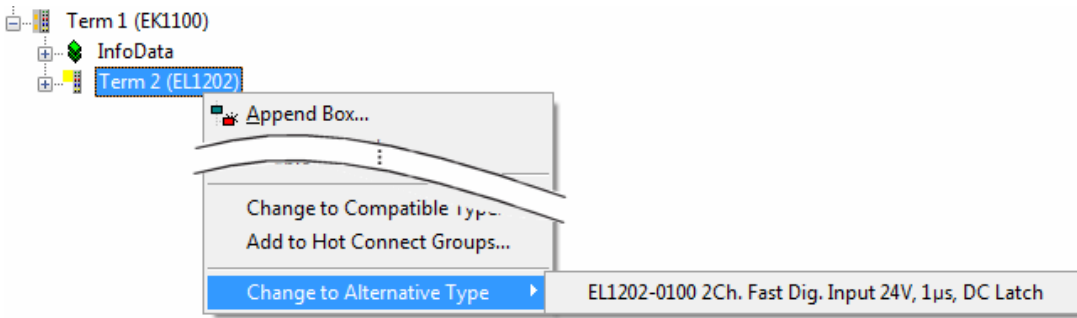 Term 1 (EK1100)
InfoData
Term 2 (EL1202)
Append Box...
Change to Compatible
Add to Hot Connect Groups...
Change to Alternative Type
EL1202-0100 2Ch. Fast Dig. Input 24V, 1µs, DC Latch